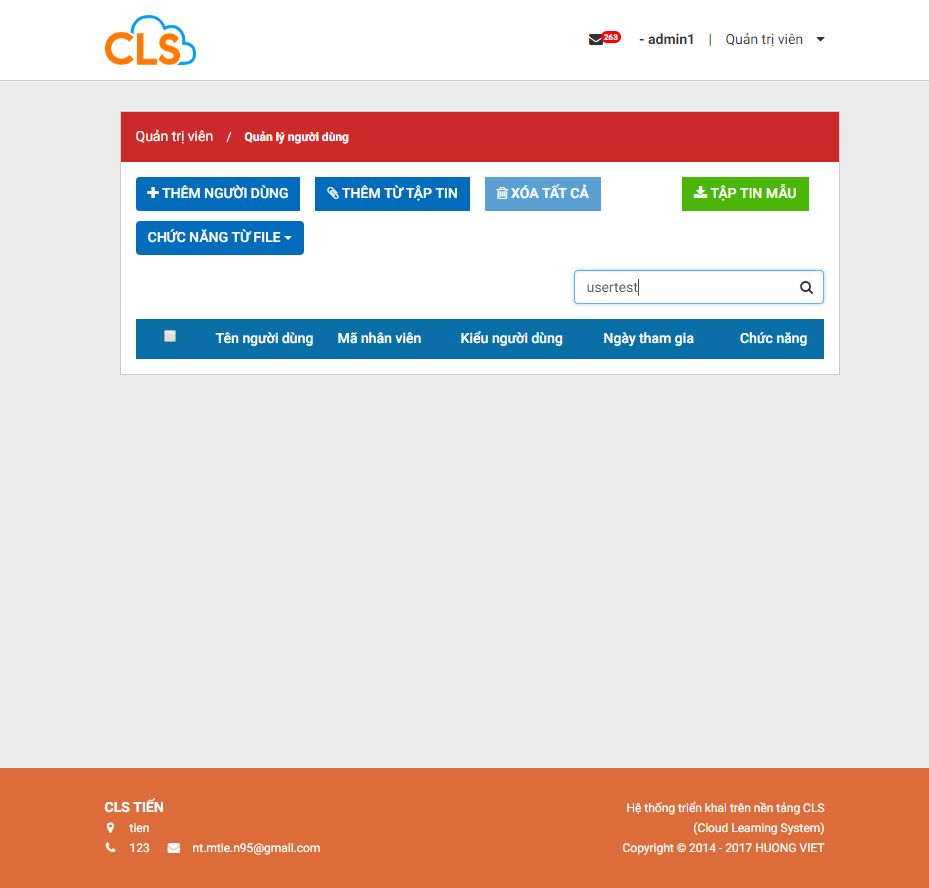 CLS
263
- admin1 | Quản trị viên
Quản trị viên / Quản lý người dùng
THÊM NGƯỜI DÙNG THÊM TỪ TẬP TIN XÓA TẤT CẢ TẬP TIN MẪU
CHỨC NĂNG TỪ FILE
usertest
Tên người dùng Mã nhân viên Kiểu người dùng Ngày tham gia Chức năng
CLS TIẾN
tien
123 nt.mtie.n95@gmail.com
Hệ thống triển khai trên nền tảng CLS
(Cloud Learning System)
Copyright © 2014 - 2017 HUONG VIET